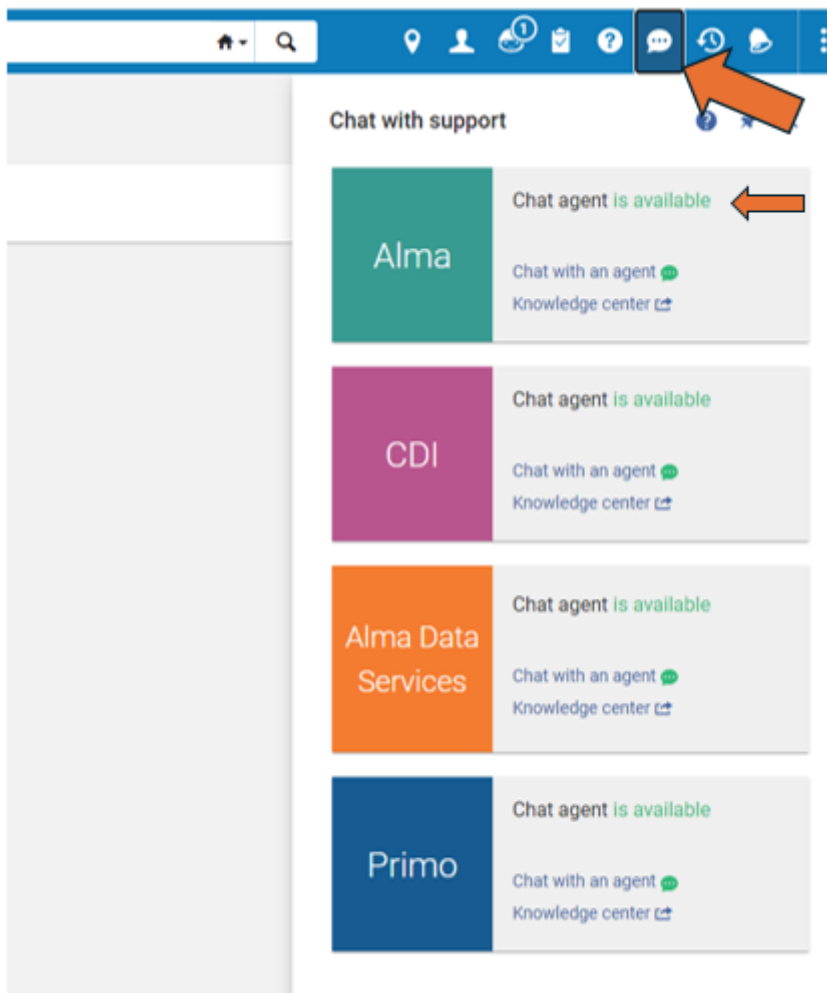 1
Chat with support
Alma
Chat agent is available
Chat with an agent
Knowledge center
CDI
Chat agent is available
Chat with an agent
Knowledge center
Alma Data
Services
Chat agent is available
Chat with an agent
Knowledge center
Primo
Chat agent is available
Chat with an agent
Knowledge center